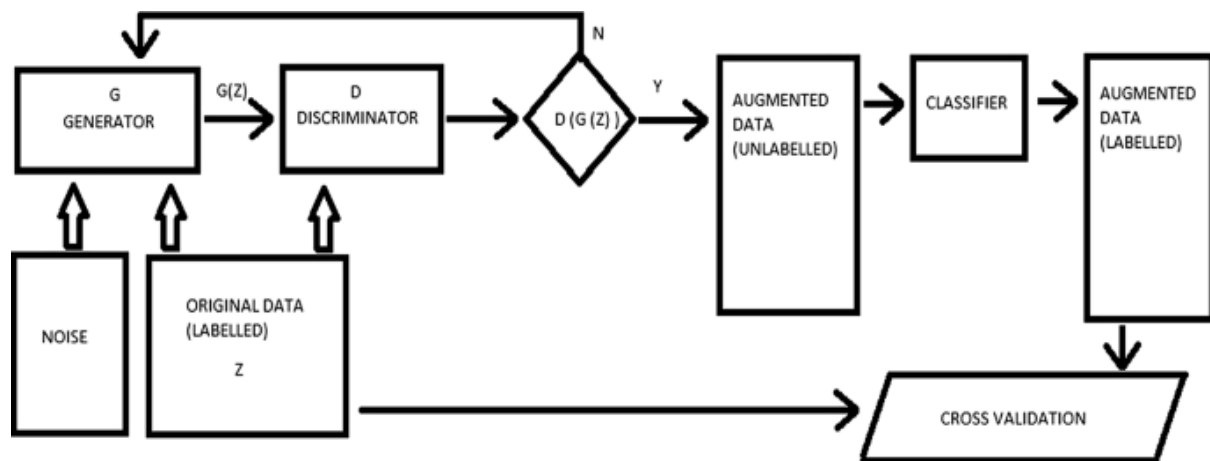 N
G
GENERATOR
G(Z)
D
DISCRIMINATOR
D (G (Z) )
Y
AUGMENTED
DATA
(UNLABELLED)
CLASSIFIER
AUGMENTED
DATA
(LABELLED)
NOISE
ORIGINAL DATA
(LABELLED)
Z
CROSS VALIDATION